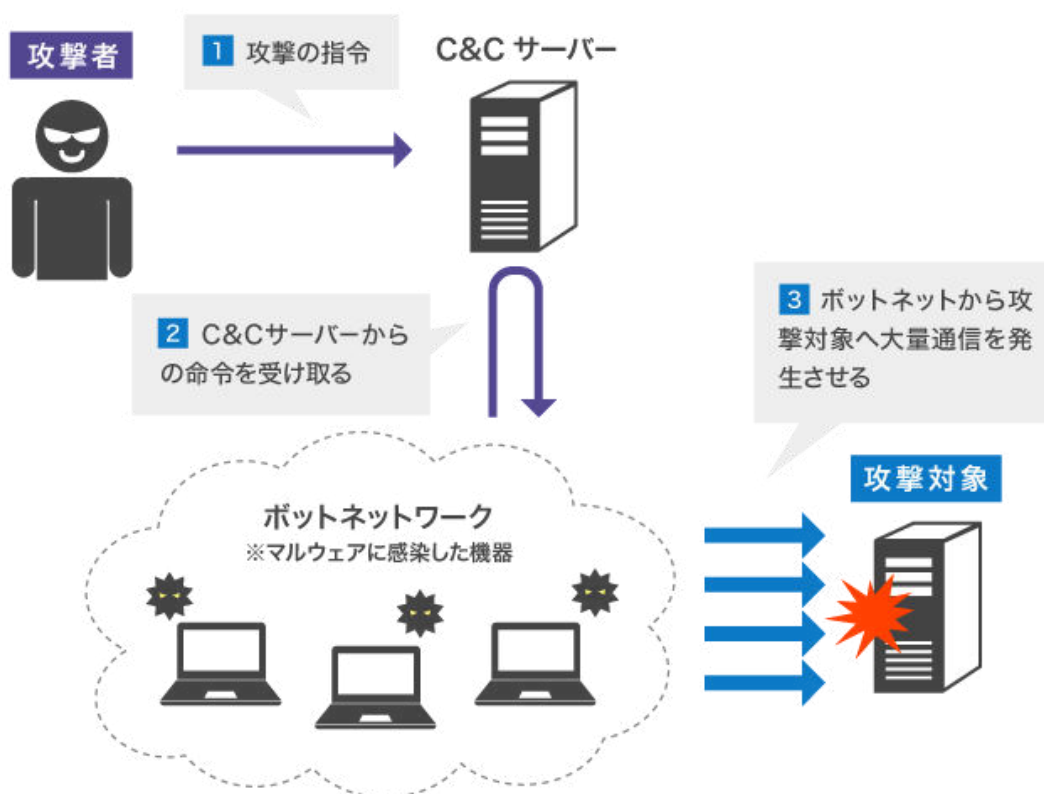 攻撃者
1 攻撃の指令
C&C サーバー
2 C&Cサーバーから
の命令を受け取る
3 ボットネットから攻
撃対象へ大量通信を発
生させる
攻撃対象
ボットネットワーク
※マルウェアに感染した機器